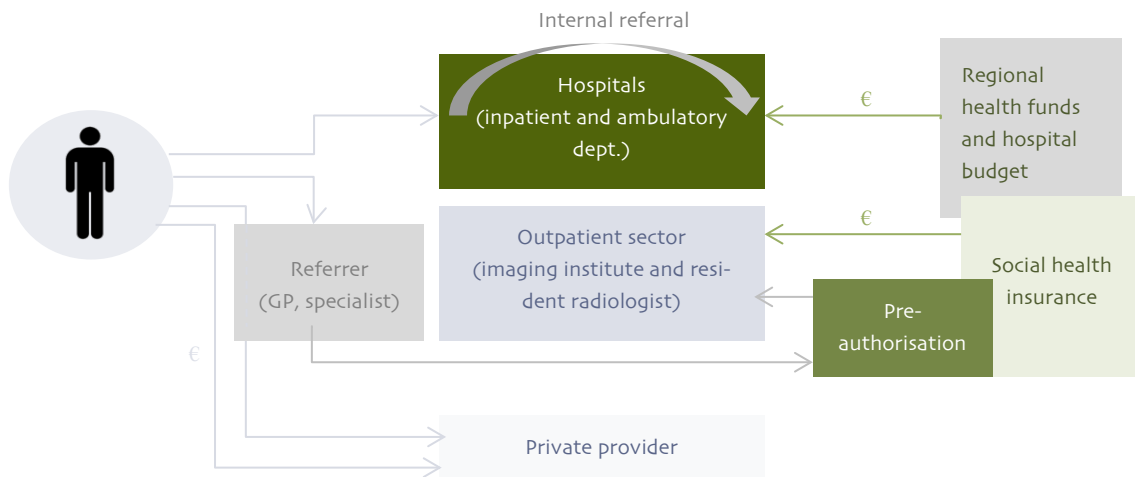 Internal referral
Hospitals
(inpatient and ambulatory
dept.)
€
Regional
health funds
and hospital
budget
Outpatient sector
(imaging institute and resi-
dent radiologist)
€
Social health
insurance
Referrer
(GP, specialist)
Pre-
authorisation
€
Private provider